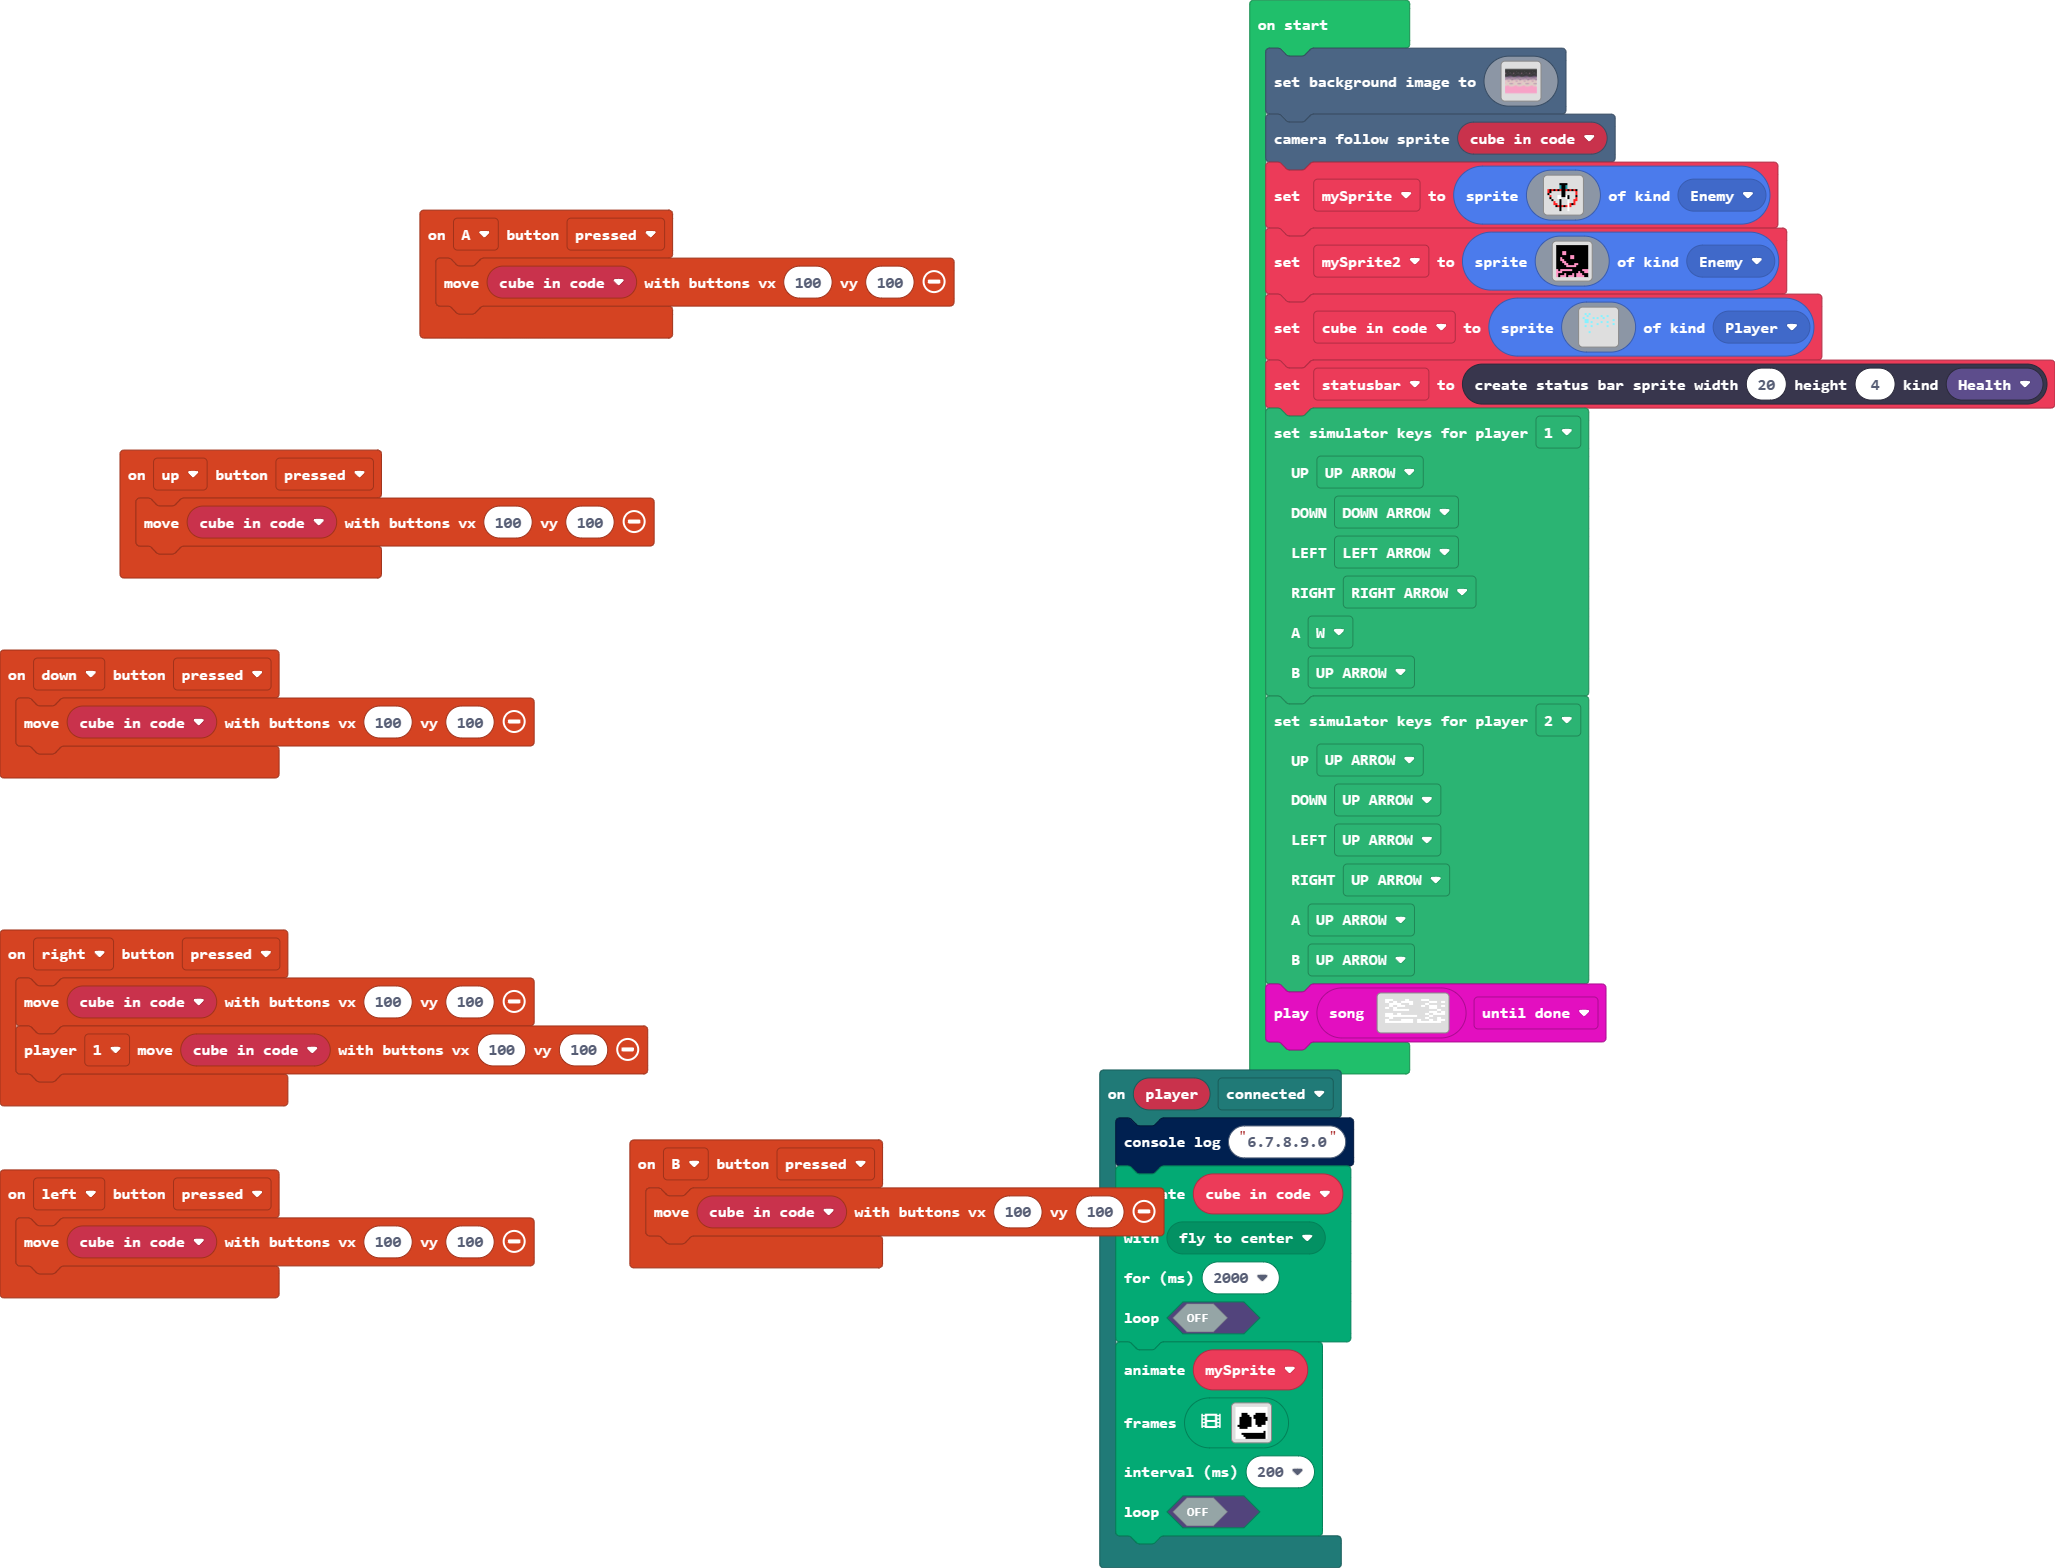 on start
set background image to
camera follow sprite cube in code
set mySprite to sprite of kind Enemy
set mySprite2 to sprite of kind Enemy
set cube in code to sprite of kind Player
set statusbar to create status bar sprite width 20 height 4 kind Health
set simulator keys for player 1
UP UP ARROW
DOWN DOWN ARROW
LEFT LEFT ARROW
RIGHT RIGHT ARROW
A W
B UP ARROW
set simulator keys for player 2
UP UP ARROW
DOWN UP ARROW
LEFT UP ARROW
RIGHT UP ARROW
A UP ARROW
B UP ARROW
play song until done
on A button pressed
move cube in code with buttons vx 100 vy 100
on up button pressed
move cube in code with buttons vx 100 vy 100
on down button pressed
move cube in code with buttons vx 100 vy 100
on right button pressed
move cube in code with buttons vx 100 vy 100
player 1 move cube in code with buttons vx 100 vy 100
on left button pressed
move cube in code with buttons vx 100 vy 100
on B button pressed
move cube in code with buttons vx 100 vy 100
on player connected
console log "6.7.8.9.0"
cube in code
with fly to center
for (ms) 2000
loop OFF
animate mySprite
frames
interval (ms) 200
loop OFF